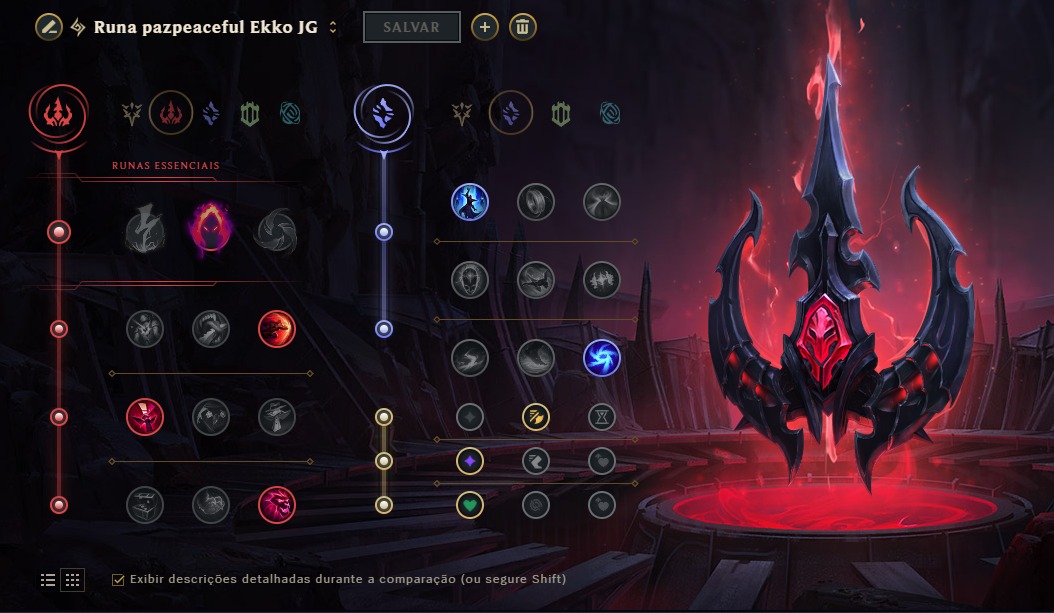 Runa pazpeaceful Ekko JG
SALVAR
RUNAS ESSENCIAIS
Exibir descrições detalhadas durante a comparação (ou segure Shift)